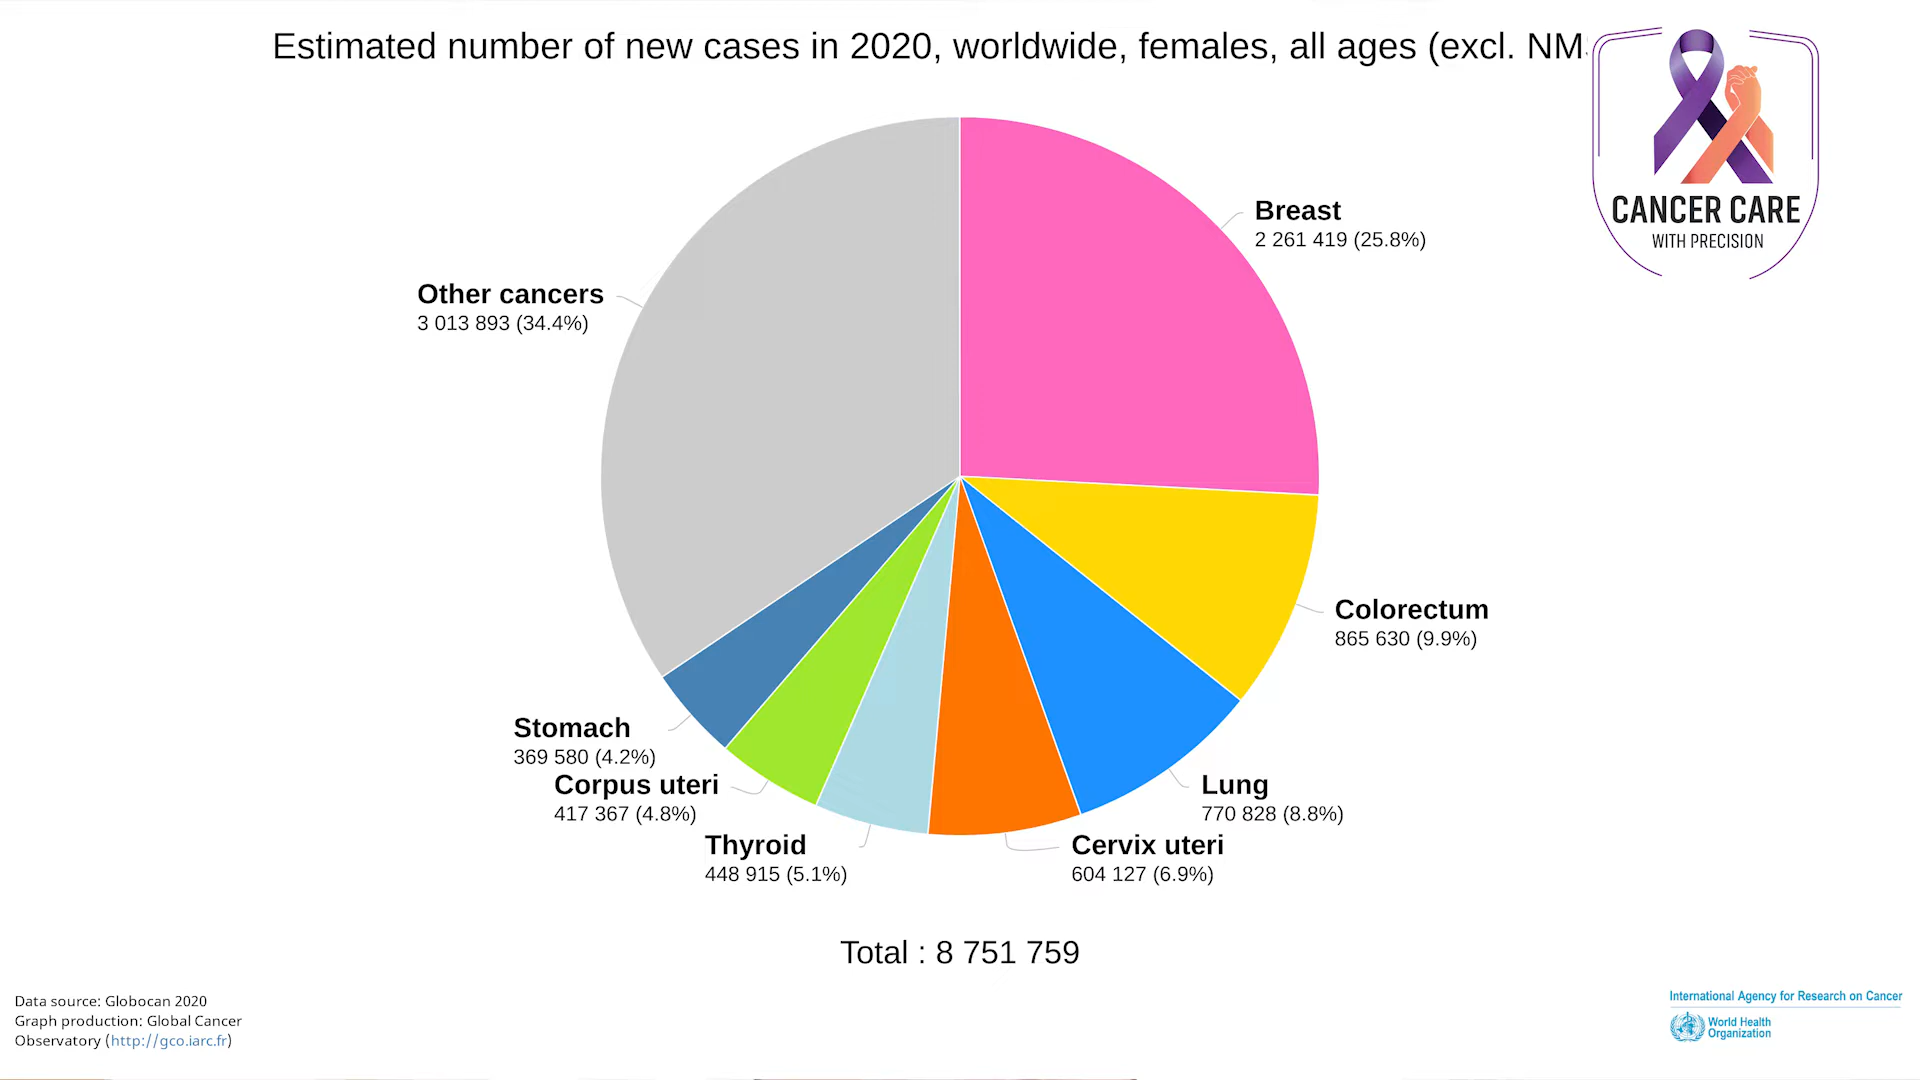 Estimated number of new cases in 2020, worldwide, females, all ages (excl.
CANCER CARE
WITH PRECISION
Breast
2 261 419 (25.8%)
Other cancers
3 013 893 (34.4%)
Colorectum
865 630 (9.9%)
Stomach
369 580 (4.2%)
Corpus uteri
417 367 (4.8%)
Lung
770 828 (8.8%)
Thyroid
448 915 (5.1%)
Cervix uteri
604 127 (6.9%)
Total : 8 751 759
Data source: Globocan 2020
Graph production: Global Cancer
Observatory (http://gco.iarc.fr)
International Agency for Research on Cancer
World Health
Organization